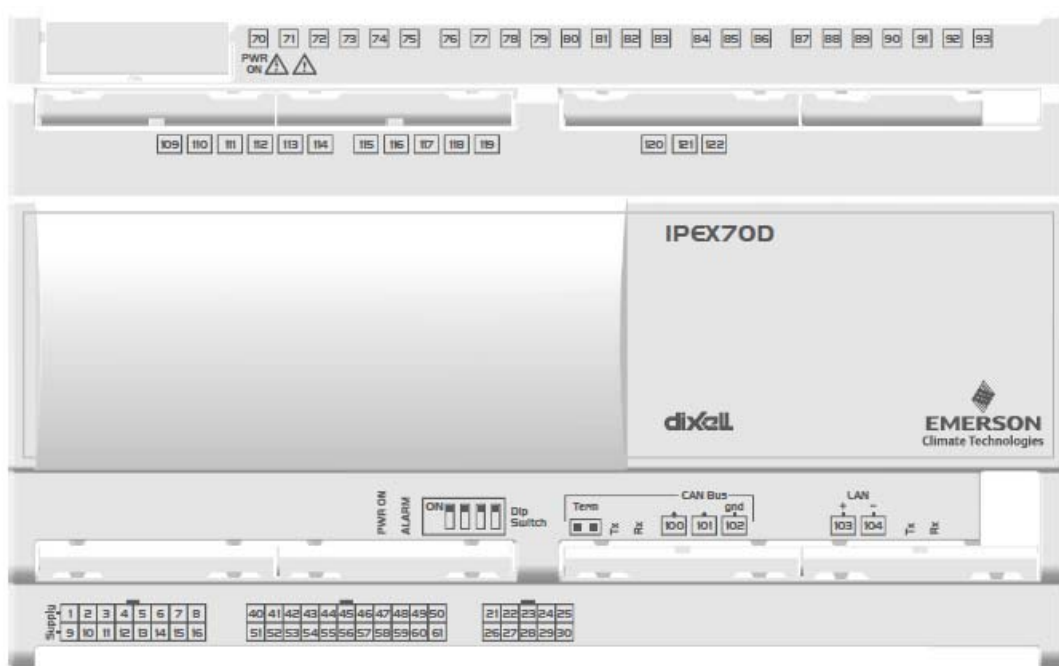 70 71 72 73 74 75 76 77 78 79 80 81 82 83 84 85 86 87 88 89 90 91 92 93
PWR
ON
109 110 111 112 113 114 115 116 117 118 119 120 121 122
IPEX70D
dixell
EMERSON
Climate Technologies
PWR ON
ALARM
ON
Dip
Switch
Term
Tx
Rx
CAN Bus
+ + gnd
100 101 102
LAN
+ -
103 104
Tx
Rx
Supply
1 2 3 4 5 6 7 8 40 41 42 43 44 45 46 47 48 49 50 21 22 23 24 25
9 10 11 12 13 14 15 16 51 52 53 54 55 56 57 58 59 60 61 26 27 28 29 30